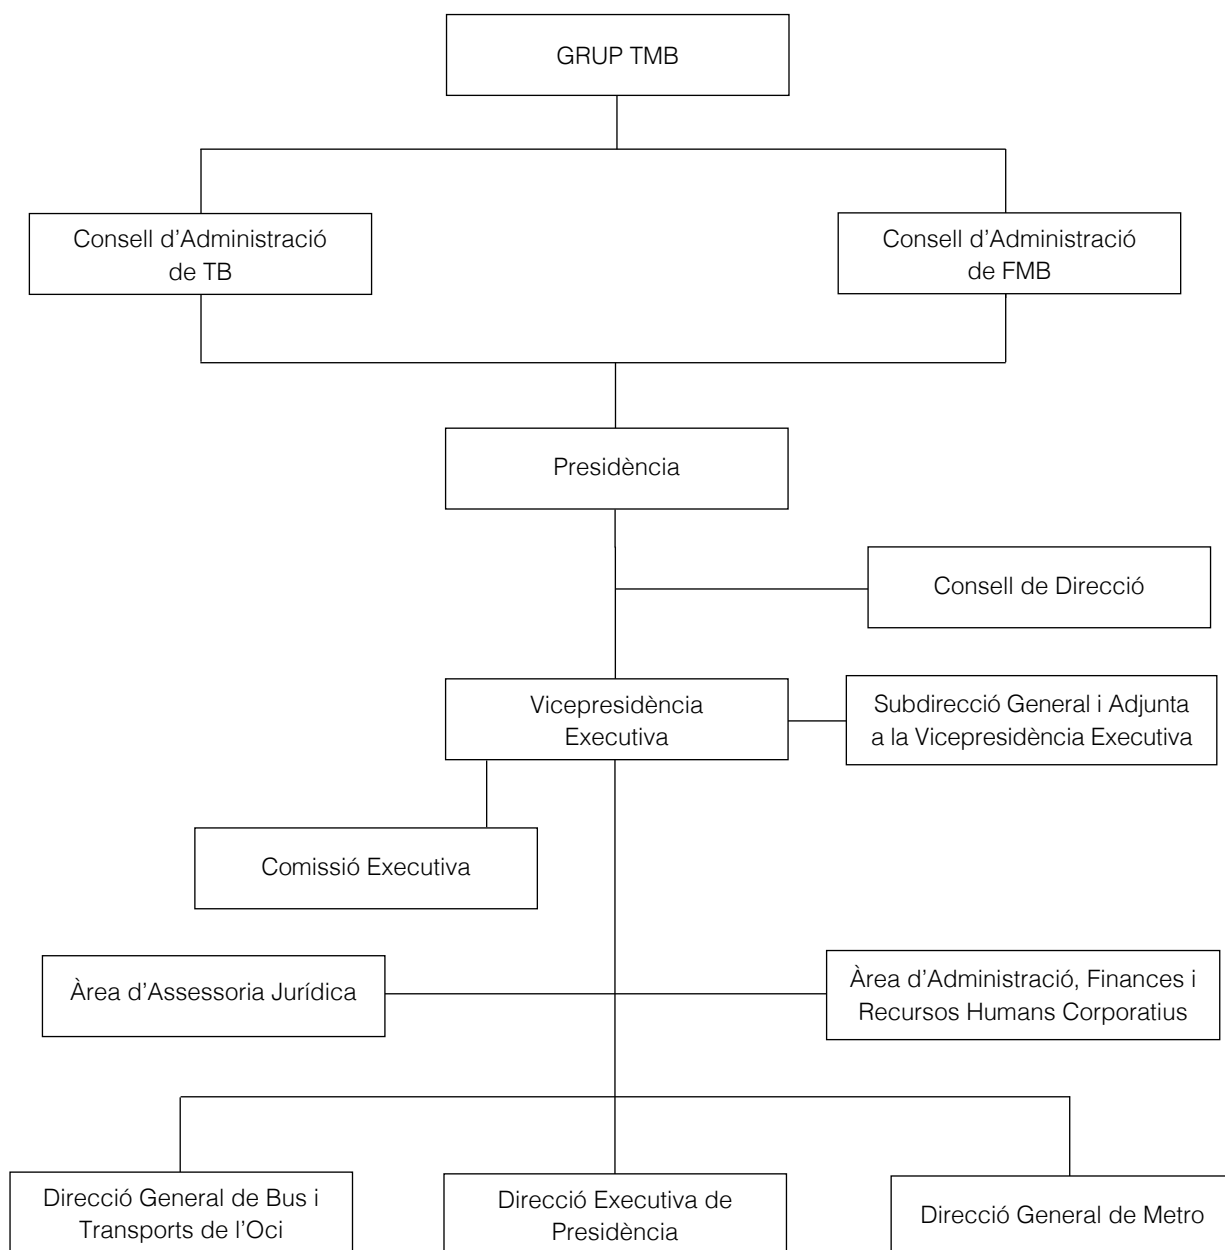 GRUP TMB
Consell d’Administració
de TB
Consell d’Administració
de FMB
Presidència
Consell de Direcció
Vicepresidència
Executiva
Subdirecció General i Adjunta
a la Vicepresidència Executiva
Comissió Executiva
Àrea d’Assessoria Jurídica
Àrea d’Administració, Finances i
Recursos Humans Corporatius
Direcció General de Bus i
Transports de l’Oci
Direcció Executiva de
Presidència
Direcció General de Metro